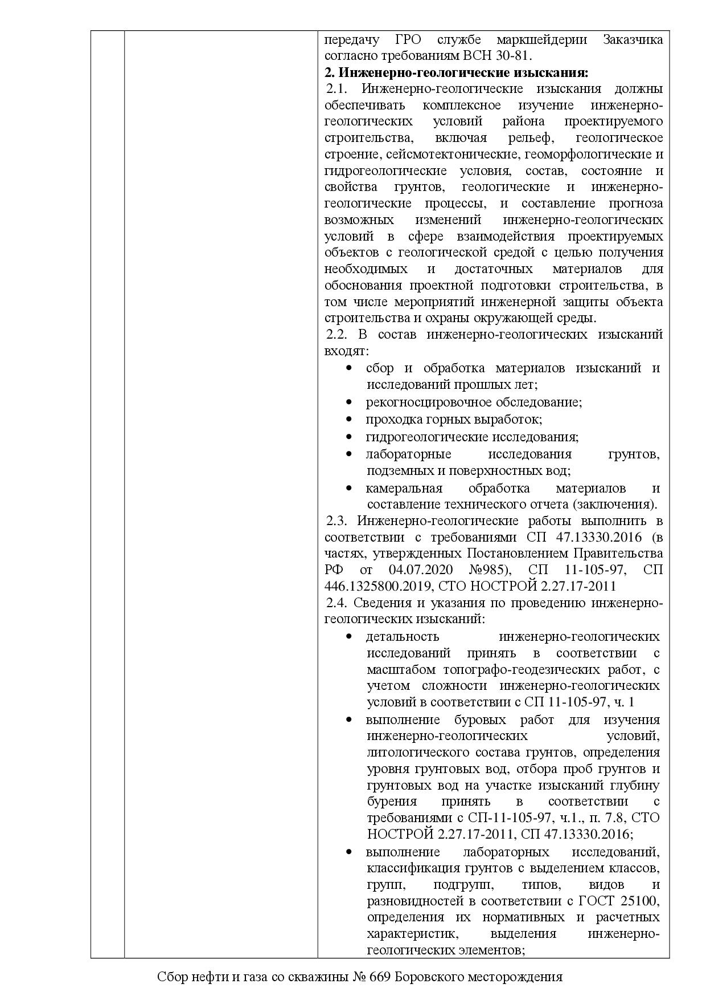 передачу ГРО службе маркшейдерии Заказчика
согласно требованиям ВСН 30-81.
2. Инженерно-геологические изыскания:
2.1. Инженерно-геологические изыскания должны
обеспечивать комплексное изучение инженерно-
геологических условий района проектируемого
строительства, включая рельеф, геологическое
строение, сейсмотектонические, геоморфологические и
гидрогеологические условия, состав, состояние и
свойства грунтов, геологические и инженерно-
геологические процессы, и составление прогноза
возможных изменений инженерно-геологических
условий в сфере взаимодействия проектируемых
объектов с геологической средой с целью получения
необходимых и достаточных материалов для
обоснования проектной подготовки строительства, в
том числе мероприятий инженерной защиты объекта
строительства и охраны окружающей среды.
2.2. В состав инженерно-геологических изысканий
входят:
• сбор и обработка материалов изысканий и
исследований прошлых лет;
• рекогносцировочное обследование;
• проходка горных выработок;
• гидрогеологические исследования;
• лабораторные исследования грунтов,
подземных и поверхностных вод;
• камеральная обработка материалов и
составление технического отчета (заключения).
2.3. Инженерно-геологические работы выполнить в
соответствии с требованиями СП 47.13330.2016 (в
частях, утвержденных Постановлением Правительства
РФ от 04.07.2020 №985), СП 11-105-97, СП
446.1325800.2019, СТО НОСТРОЙ 2.27.17-2011
2.4. Сведения и указания по проведению инженерно-
геологических изысканий:
• детальность инженерно-геологических
исследований принять в соответствии с
масштабом топографо-геодезических работ, с
учетом сложности инженерно-геологических
условий в соответствии с СП 11-105-97, ч. 1
• выполнение буровых работ для изучения
инженерно-геологических условий,
литологического состава грунтов, определения
уровня грунтовых вод, отбора проб грунтов и
грунтовых вод на участке изысканий глубину
бурения принять в соответствии с
требованиями с СП-11-105-97, ч.1., п. 7.8, СТО
НОСТРОЙ 2.27.17-2011, СП 47.13330.2016;
• выполнение лабораторных исследований,
классификация грунтов с выделением классов,
групп, подгрупп, типов, видов и
разновидностей в соответствии с ГОСТ 25100,
определения их нормативных и расчетных
характеристик, выделения инженерно-
геологических элементов;
Сбор нефти и газа со скважины № 669 Боровского месторождения